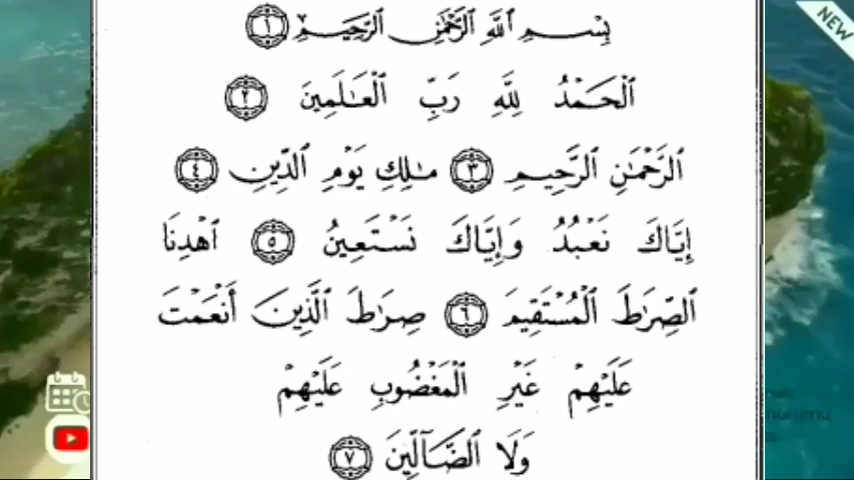 بِسْمِ ٱللَّهِ ٱلرَّحْمَٰنِ ٱلرَّحِيمِ ١
ٱلْحَمْدُ لِلَّهِ رَبِّ ٱلْعَٰلَمِينَ ٢
ٱلرَّحْمَٰنِ ٱلرَّحِيمِ ٣ مَٰلِكِ يَوْمِ ٱلدِّينِ ٤
إِيَّاكَ نَعْبُدُ وَإِيَّاكَ نَسْتَعِينُ ٥ ٱهْدِنَا
ٱلصِّرَٰطَ ٱلْمُسْتَقِيمَ ٦ صِرَٰطَ ٱلَّذِينَ أَنْعَمْتَ
عَلَيْهِمْ غَيْرِ ٱلْمَغْضُوبِ عَلَيْهِمْ
وَلَا ٱلضَّآلِّينَ ٧
NEW